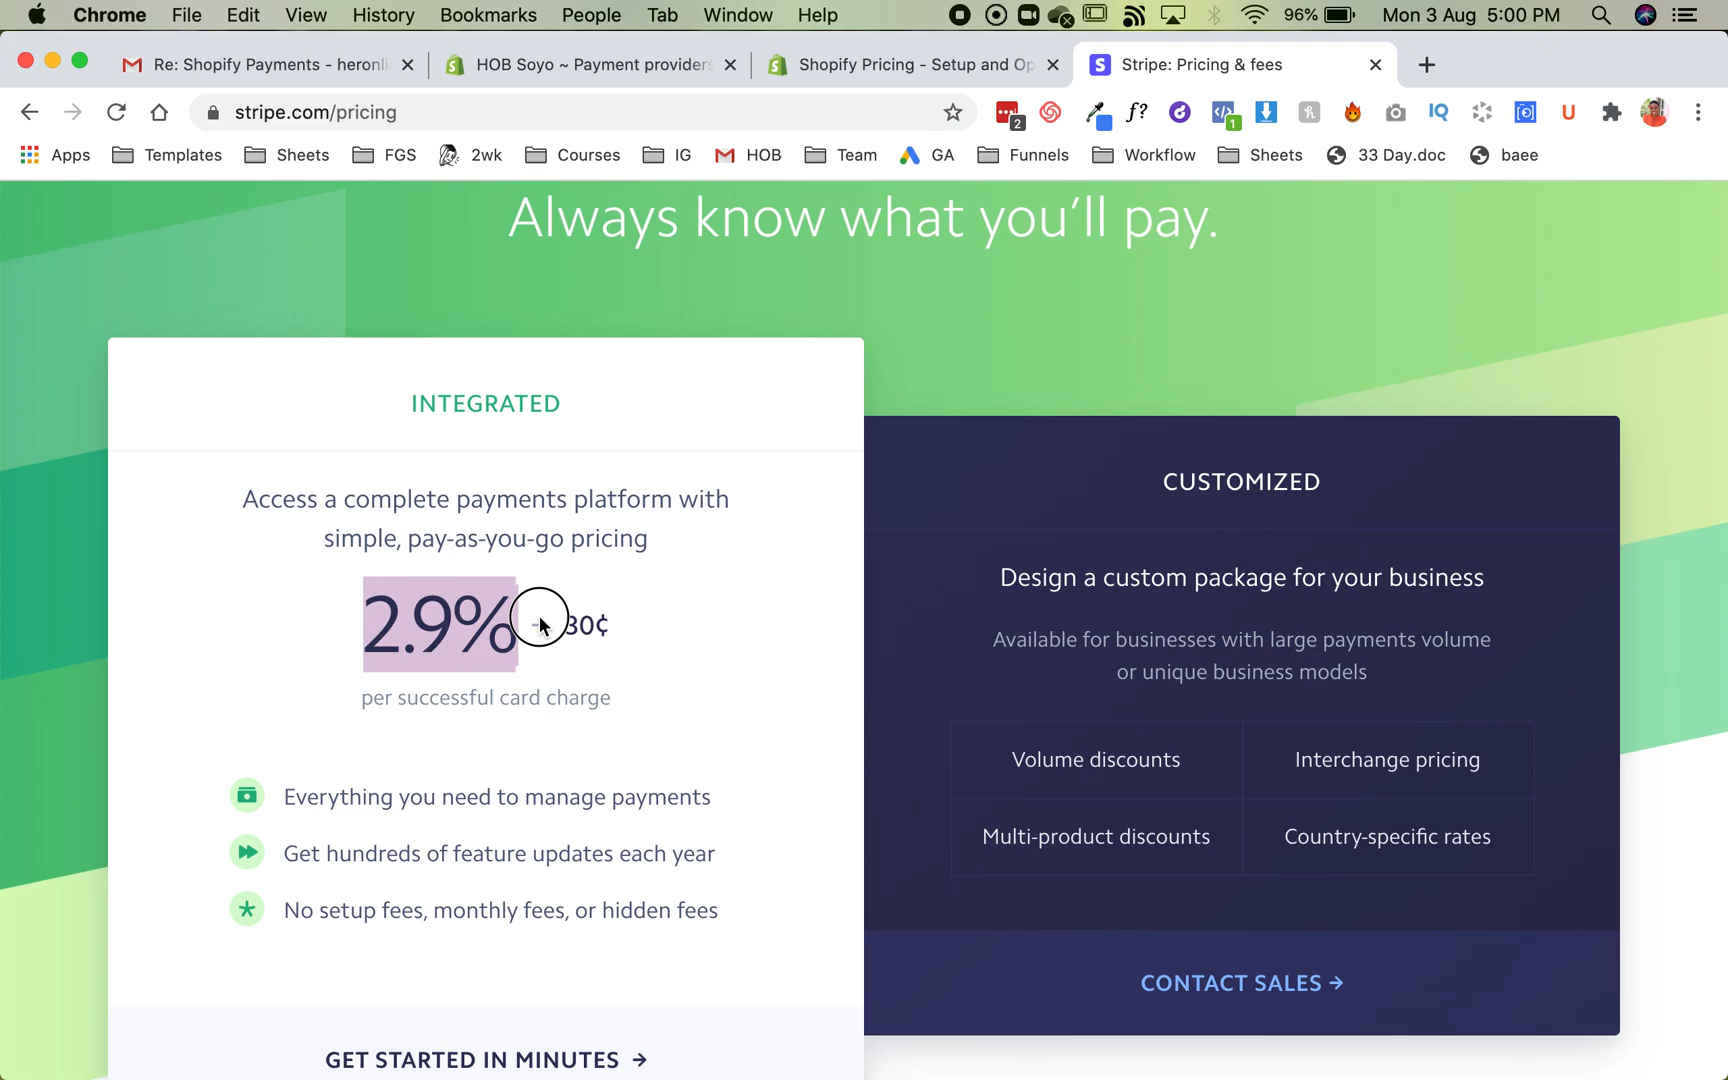 Chrome File Edit View History Bookmarks People Tab Window Help 96% Mon 3 Aug 5:00 PM
Re: Shopify Payments - heronli
HOB Soyo ~ Payment providers
Shopify Pricing - Setup and Op
Stripe: Pricing & fees
stripe.com/pricing
2
f?
1
IQ
U
Apps Templates Sheets FGS 2wk Courses IG HOB Team GA Funnels Workflow Sheets 33 Day.doc baee
Always know what you'll pay.
INTEGRATED
Access a complete payments platform with
simple, pay-as-you-go pricing
2.9% 30¢
per successful card charge
Everything you need to manage payments
Get hundreds of feature updates each year
No setup fees, monthly fees, or hidden fees
GET STARTED IN MINUTES →
CUSTOMIZED
Design a custom package for your business
Available for businesses with large payments volume
or unique business models
Volume discounts Interchange pricing
Multi-product discounts Country-specific rates
CONTACT SALES →